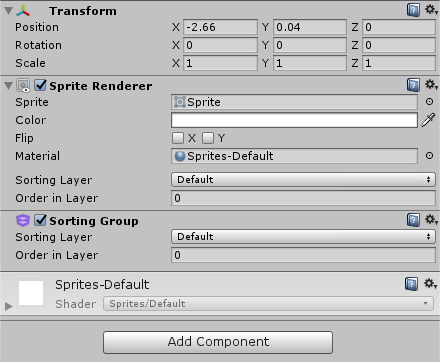 Transform
Position X -2.66 Y 0.04 Z 0
Rotation X 0 Y 0 Z 0
Scale X 1 Y 1 Z 1
Sprite Renderer
Sprite Sprite
Color
Flip X Y
Material Sprites-Default
Sorting Layer Default
Order in Layer 0
Sorting Group
Sorting Layer Default
Order in Layer 0
Sprites-Default
Shader Sprites/Default
Add Component